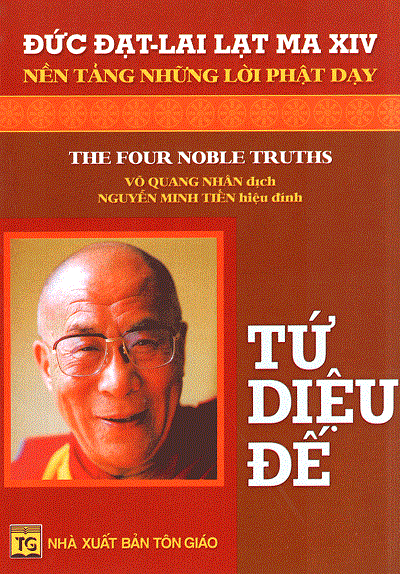 ĐỨC ĐẠT-LAI LẠT MA XIV
NỀN TẢNG NHỮNG LỜI PHẬT DẠY
THE FOUR NOBLE TRUTHS
VÕ QUANG NHÂN dịch
NGUYỄN MINH TIẾN hiệu đính
TỨ
DIỆU
ĐẾ
TG
NHÀ XUẤT BẢN TÔN GIÁO